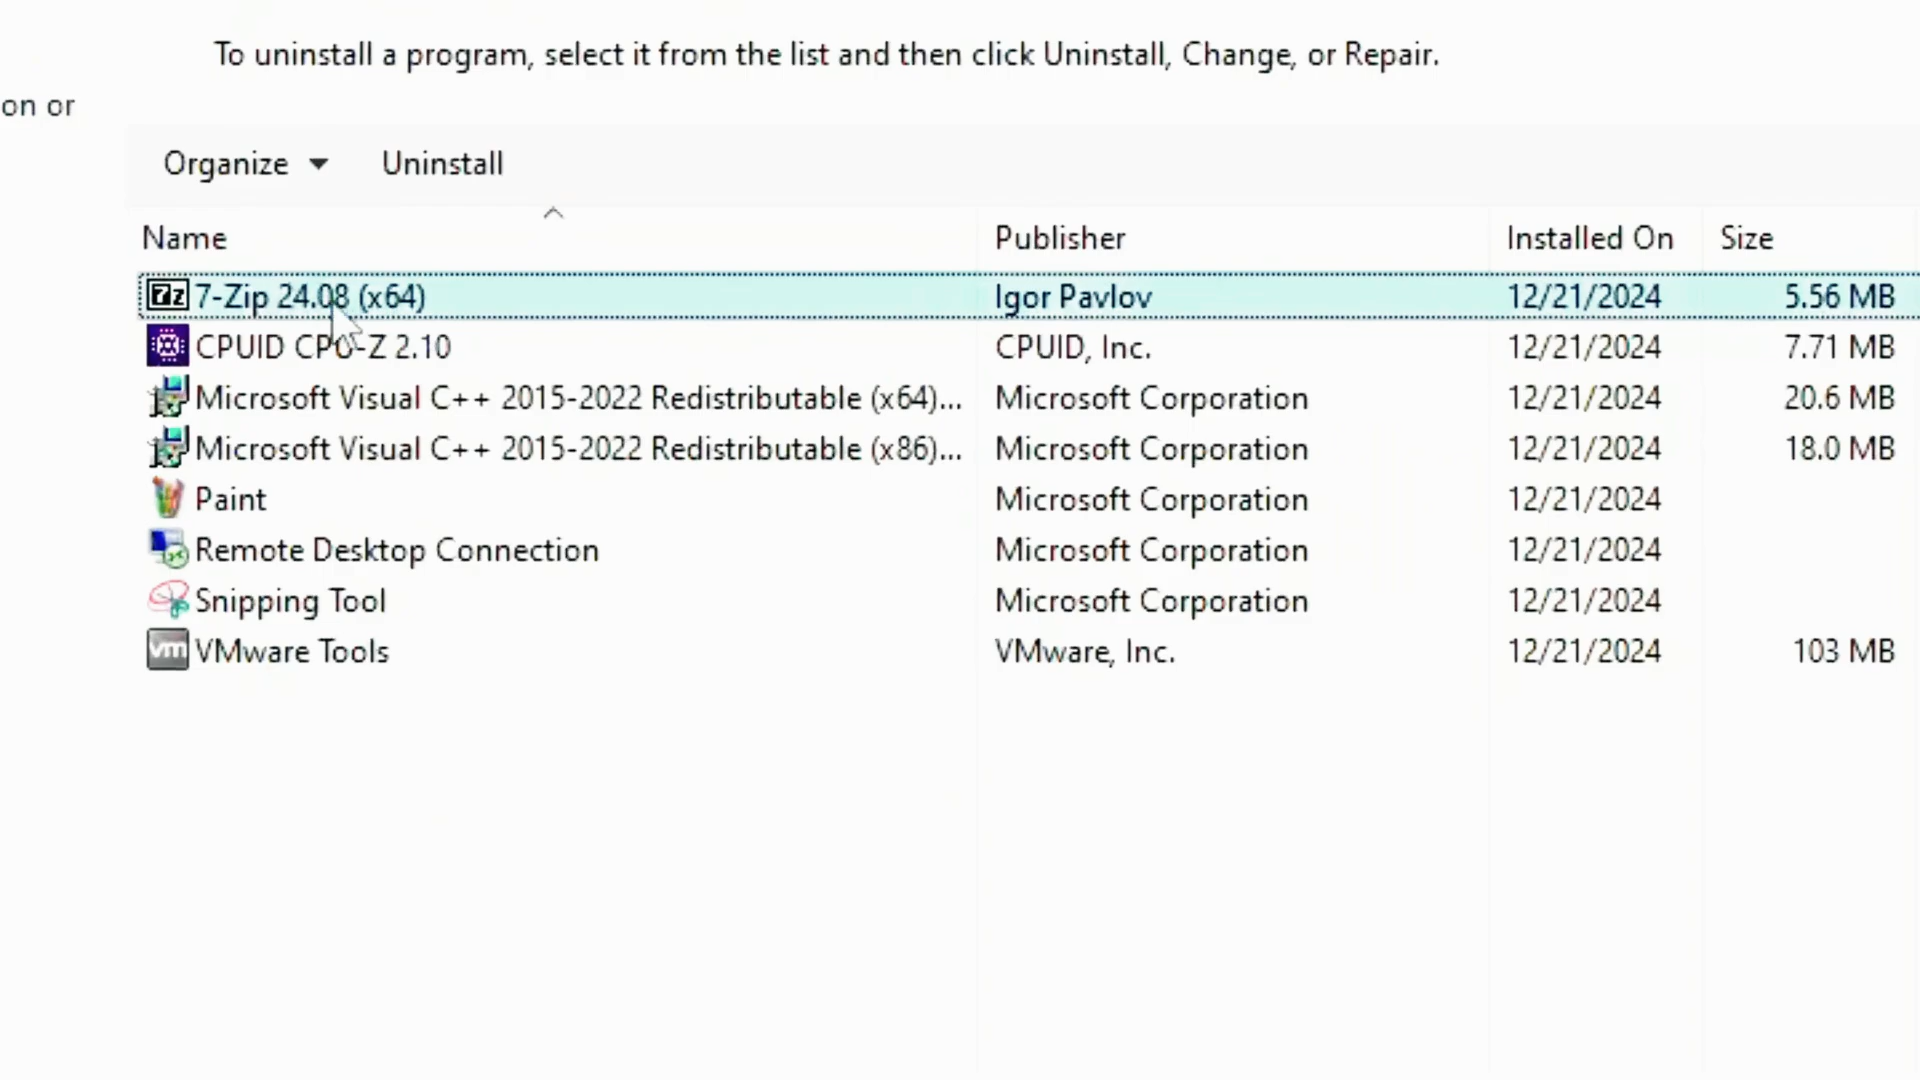 To uninstall a program, select it from the list and then click Uninstall, Change, or Repair.
on or
Organize Uninstall
Name Publisher Installed On Size
7z 7-Zip 24.08 (x64) Igor Pavlov 12/21/2024 5.56 MB
CPUID CPU-Z 2.10 CPUID, Inc. 12/21/2024 7.71 MB
Microsoft Visual C++ 2015-2022 Redistributable (x64)... Microsoft Corporation 12/21/2024 20.6 MB
Microsoft Visual C++ 2015-2022 Redistributable (x86)... Microsoft Corporation 12/21/2024 18.0 MB
Paint Microsoft Corporation 12/21/2024
Remote Desktop Connection Microsoft Corporation 12/21/2024
Snipping Tool Microsoft Corporation 12/21/2024
vm VMware Tools VMware, Inc. 12/21/2024 103 MB